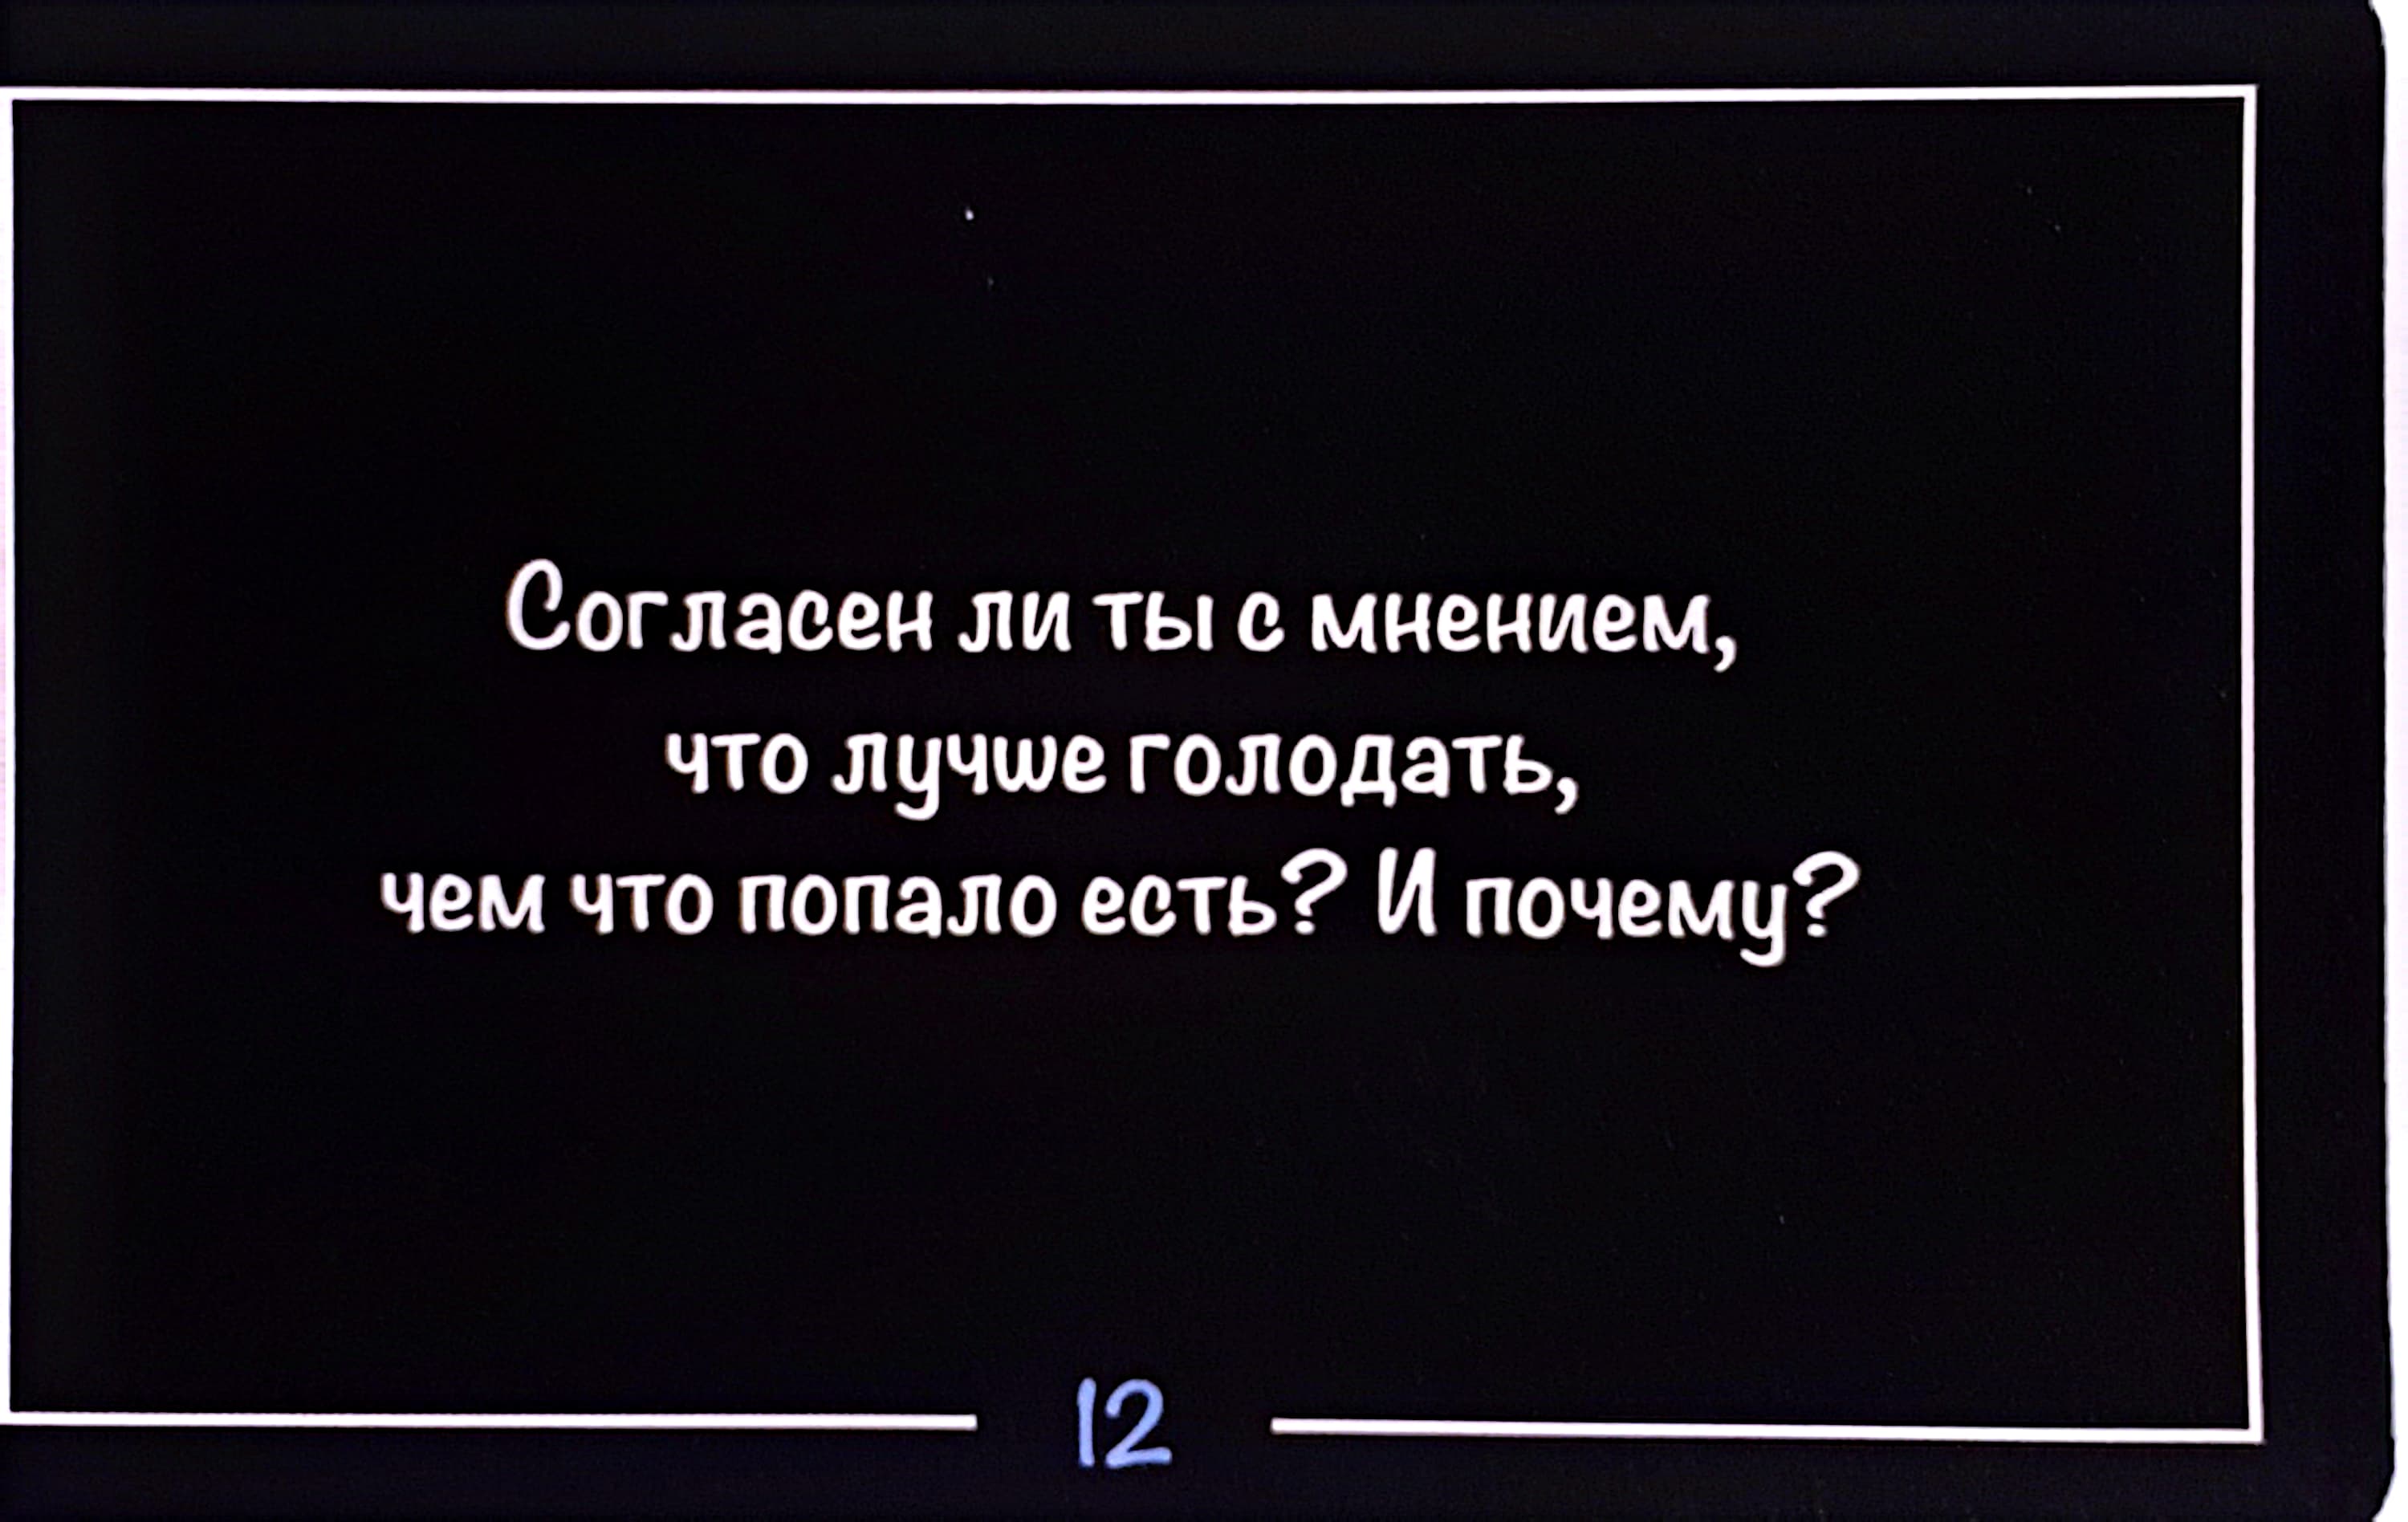 Согласен ли ты с мнением,
что лучше голодать,
чем что попало есть? И почему?
12